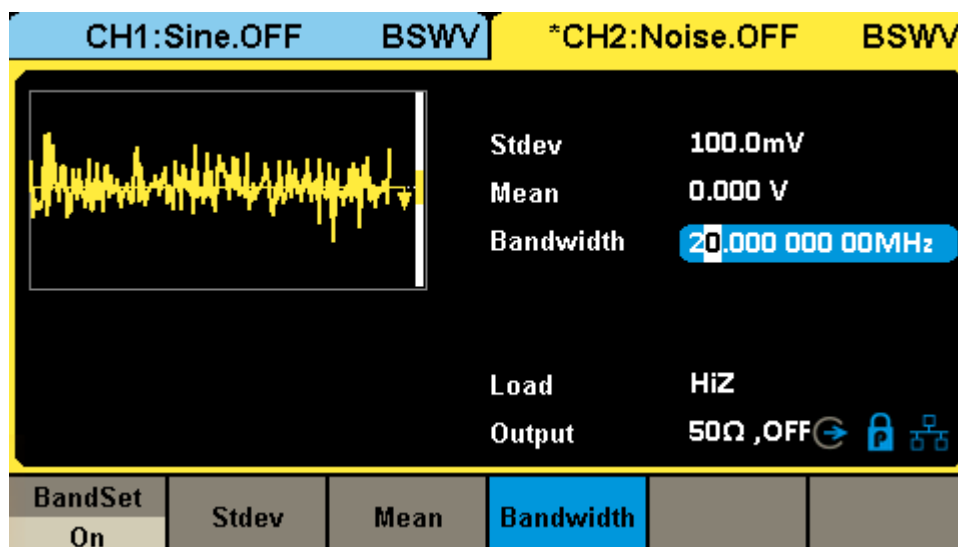 CH1:Sine.OFF BSWV *CH2:Noise.OFF BSWV
Stdev 100.0mV
Mean 0.000 V
Bandwidth 20.000 000 00MHz
Load HiZ
Output 50Ω ,OFF P
BandSet
On
Stdev Mean Bandwidth